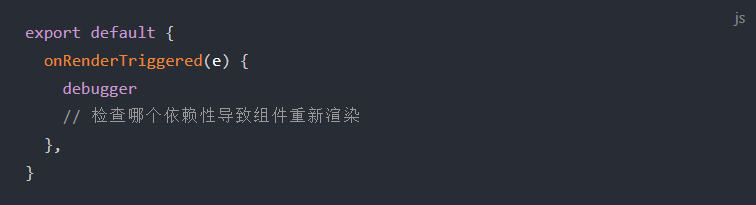 js
export default {
  onRenderTriggered(e) {
    debugger
    // 检查哪个依赖性导致组件重新渲染
  },
}